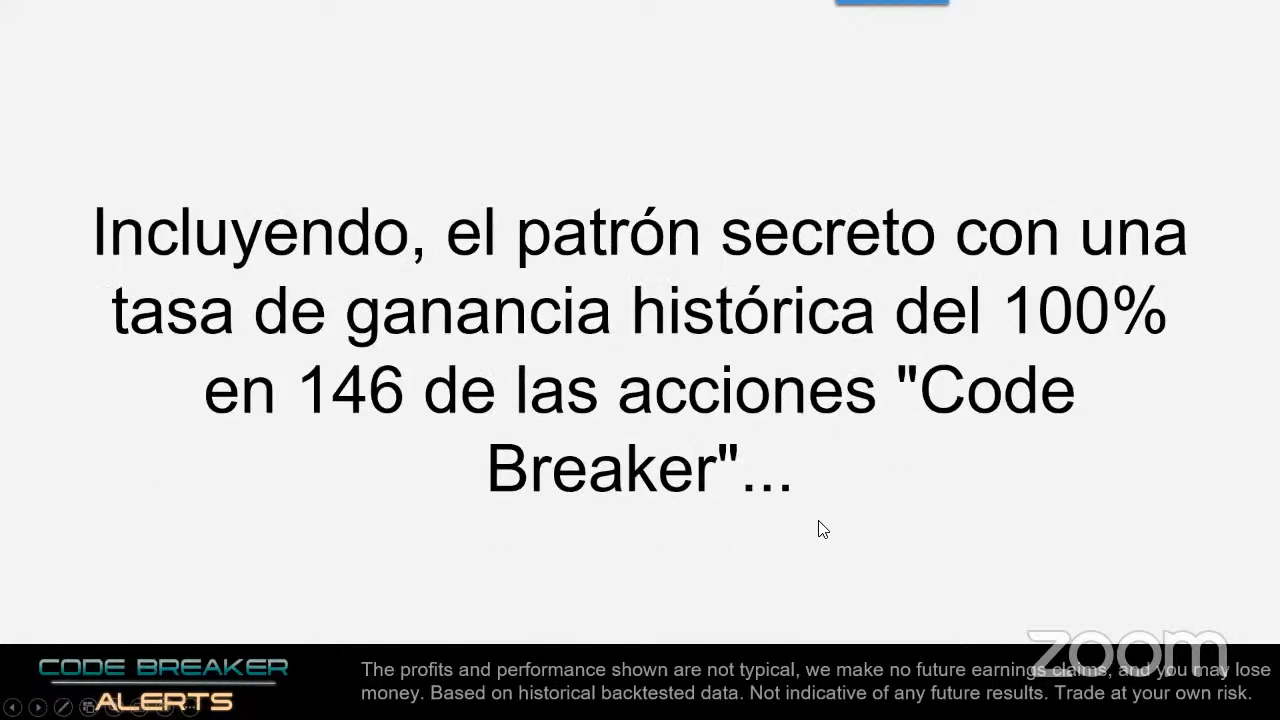 Incluyendo, el patrón secreto con una
tasa de ganancia histórica del 100%
en 146 de las acciones "Code
Breaker"...
zoom
CODE BREAKER
ALERTS
The profits and performance shown are not typical, we make no future earnings claims, and you may lose
money. Based on historical backtested data. Not indicative of any future results. Trade at your own risk.